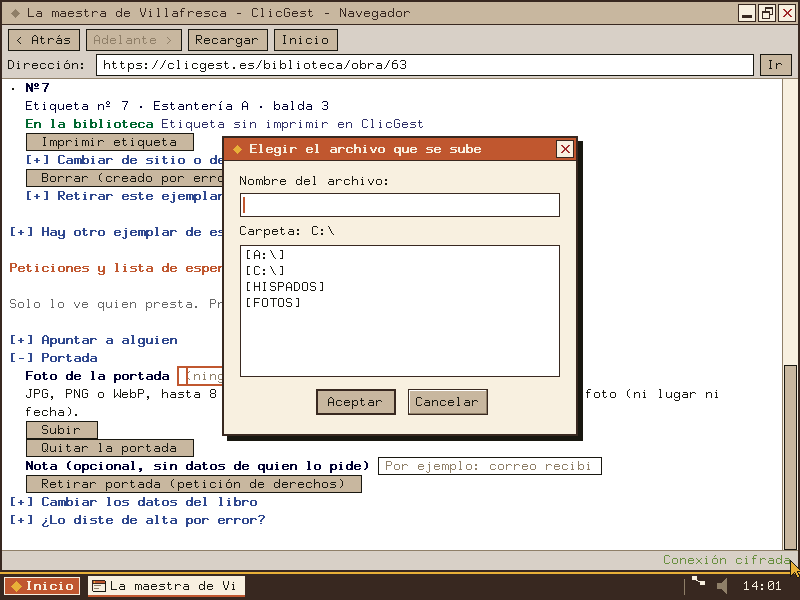 La maestra de Villafresca - ClicGest - Navegador
< Atrás
Adelante >
Recargar
Inicio
Dirección:
https://clicgest.es/biblioteca/obra/63
Ir
· Nº7
Etiqueta nº 7 · Estantería A · balda 3
En la biblioteca Etiqueta sin imprimir en ClicGest
Imprimir etiqueta
[+] Cambiar de sitio o de
Borrar (creado por erro
[+] Retirar este ejemplar
[+] Hay otro ejemplar de es
Peticiones y lista de esper
Solo lo ve quien presta. Pr
[+] Apuntar a alguien
[-] Portada
Foto de la portada (ning
JPG, PNG o WebP, hasta 8 foto (ni lugar ni
fecha).
Subir
Quitar la portada
Nota (opcional, sin datos de quien lo pide) Por ejemplo: correo recibi
Retirar portada (petición de derechos)
[+] Cambiar los datos del libro
[+] ¿Lo diste de alta por error?
Elegir el archivo que se sube
Nombre del archivo:
Carpeta: C:\
[A:\]
[C:\]
[HISPADOS]
[FOTOS]
Aceptar
Cancelar
Conexión cifrada
Inicio
La maestra de Vi
14:01